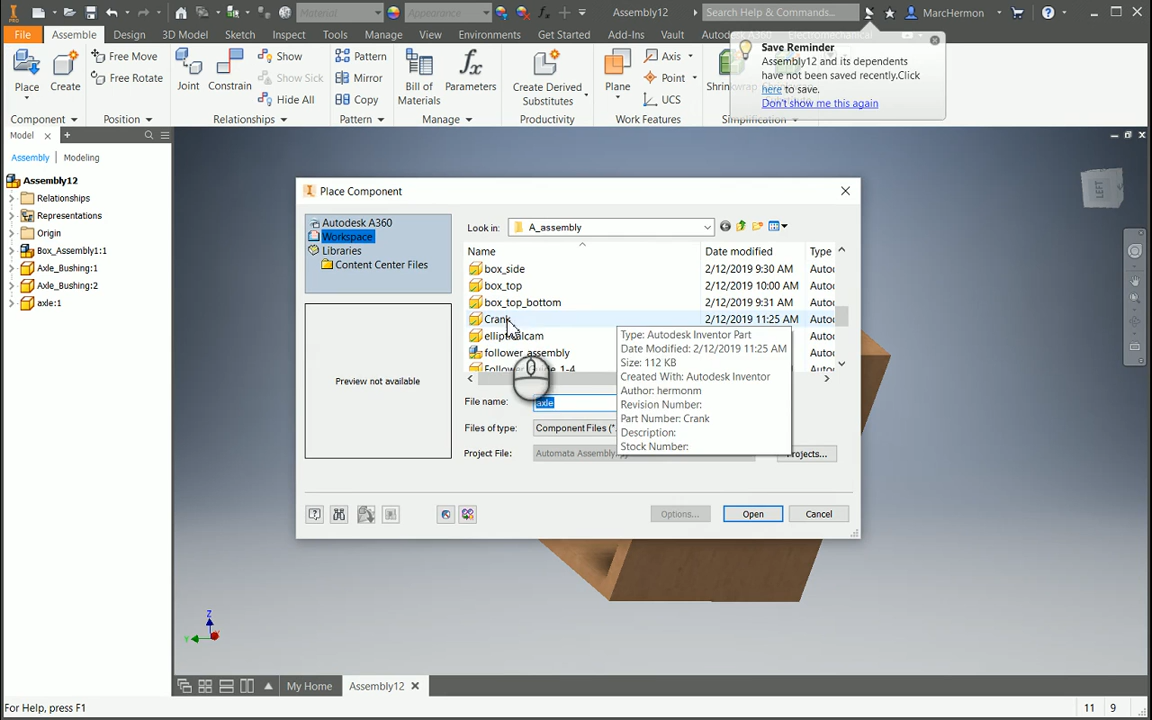 PRO
Material
Appearance
Assembly12
Search Help & Commands...
MarcHermon
File
Assemble
Design
3D Model
Sketch
Inspect
Tools
Manage
View
Environments
Get Started
Add-Ins
Vault
Place
Create
Free Move
Free Rotate
Component
Position
Joint
Constrain
Show
Show Sick
Hide All
Relationships
Pattern
Mirror
Copy
Pattern
Bill of
Materials
Parameters
Manage
Create Derived
Substitutes
Productivity
Plane
Axis
Point
UCS
Work Features
Save Reminder
Assembly12 and its dependents
have not been saved recently.Click
here to save.
Don't show me this again
Model
Assembly
Modeling
Assembly12
Relationships
Representations
Origin
Box_Assembly1:1
Axle_Bushing:1
Axle_Bushing:2
axle:1
Place Component
Autodesk A360
Workspace
Libraries
Content Center Files
Preview not available
Look in:
A_assembly
Name
Date modified
Type
box_side
2/12/2019 9:30 AM
Autoc
box_top
2/12/2019 10:00 AM
Autoc
box_top_bottom
2/12/2019 9:31 AM
Autoc
Crank
2/12/2019 11:25 AM
Autoc
follower_assembly
Type: Autodesk Inventor Part
Date Modified: 2/12/2019 11:25 AM
Size: 112 KB
Created With: Autodesk Inventor
Author: hermonm
Revision Number:
Part Number: Crank
Description:
Stock Number:
File name:
axle
Files of type:
Component Files (*.
Project File:
Automata Assembly
Projects...
Options...
Open
Cancel
LEFT
Z
Y
My Home
Assembly12
For Help, press F1
11
9